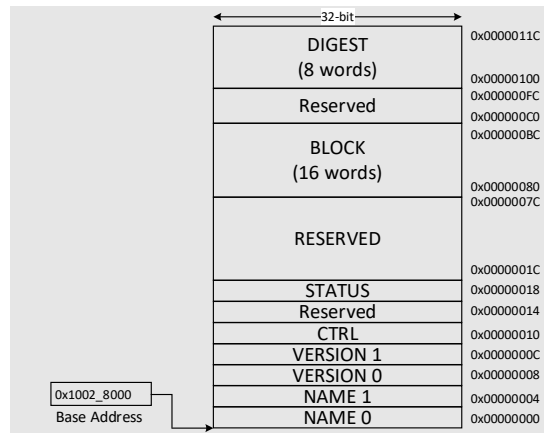 32-bit
DIGEST
(8 words)
0x0000011C
0x00000100
Reserved
0x000000FC
0x000000C0
BLOCK
(16 words)
0x000000BC
0x00000080
RESERVED
0x0000007C
0x0000001C
STATUS
0x00000018
Reserved
0x00000014
CTRL
0x00000010
VERSION 1
0x0000000C
VERSION 0
0x00000008
0x1002_8000
NAME 1
0x00000004
Base Address
NAME 0
0x00000000